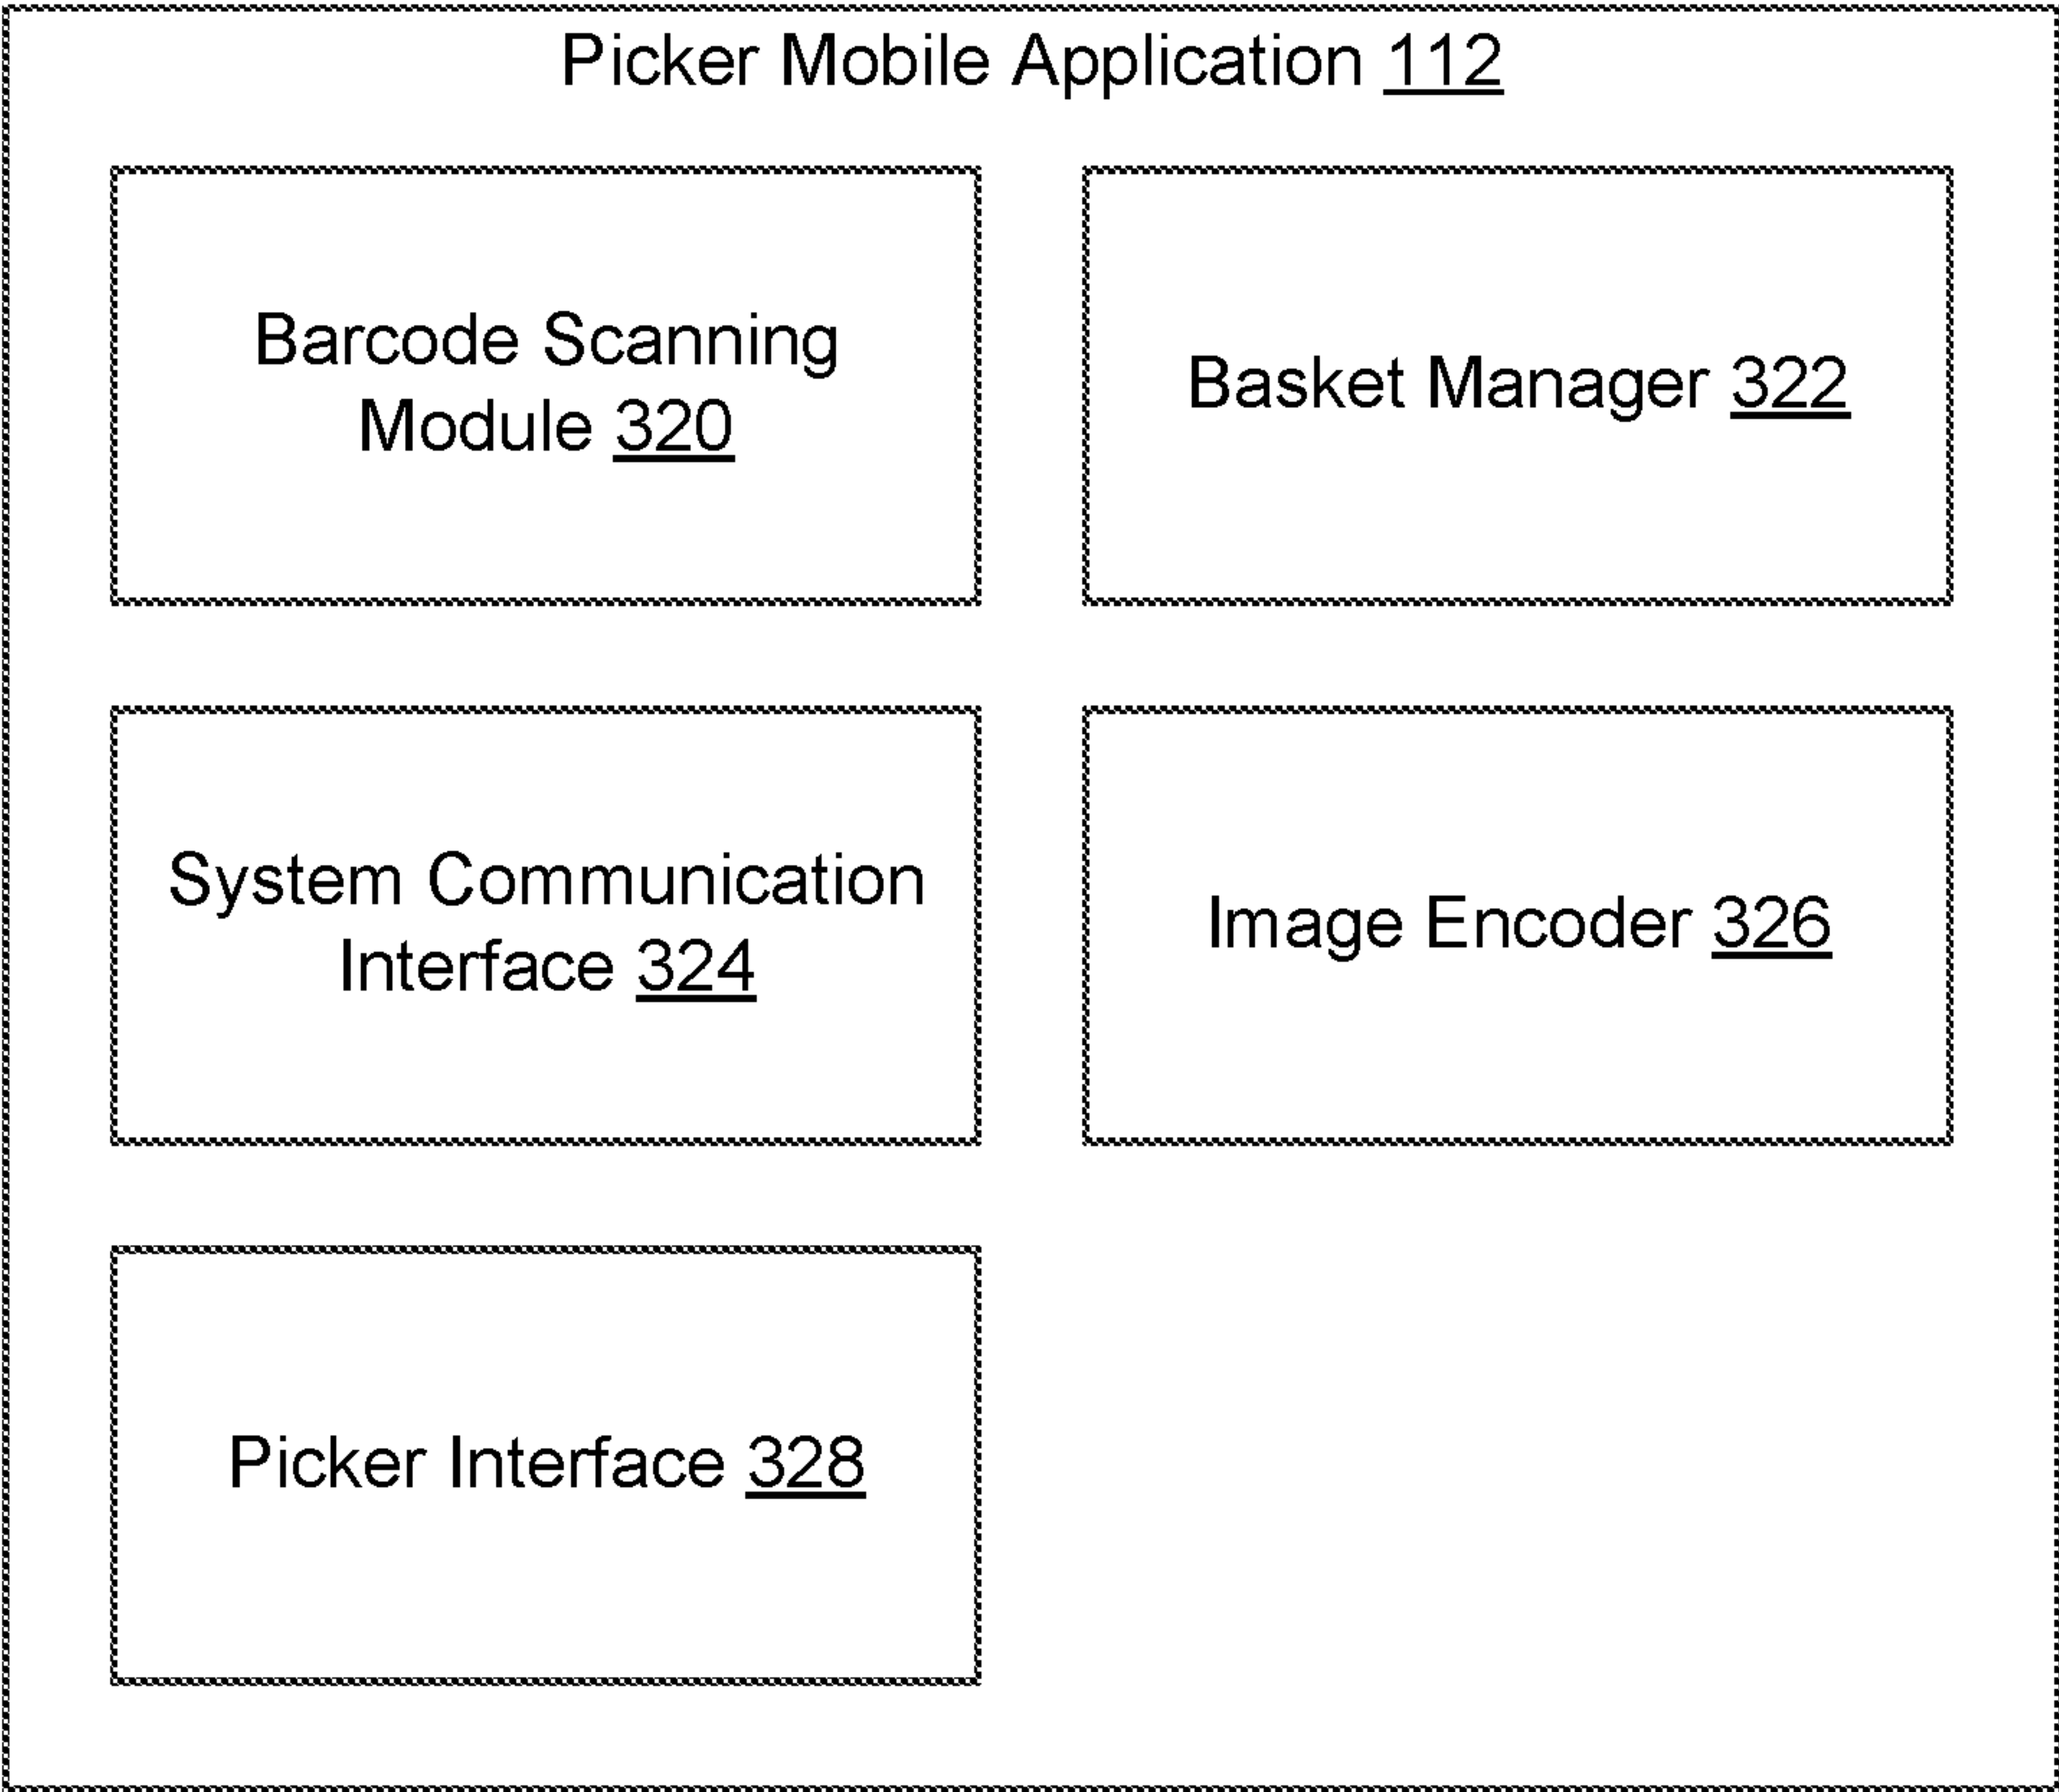 Picker Mobile Application 112
Barcode Scanning
Module 320
Basket Manager 322
System Communication
Interface 324
Image Encoder 326
Picker Interface 328